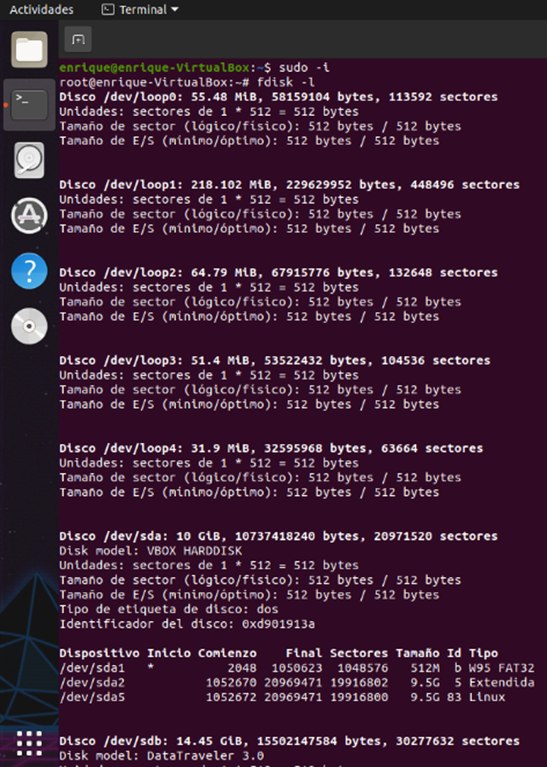 Actividades
Terminal
enrique@enrique-VirtualBox:~$ sudo -i
root@enrique-VirtualBox:~# fdisk -l
Disco /dev/loop0: 55.48 MiB, 58159104 bytes, 113592 sectores
Unidades: sectores de 1 * 512 = 512 bytes
Tamaño de sector (lógico/físico): 512 bytes / 512 bytes
Tamaño de E/S (mínimo/óptimo): 512 bytes / 512 bytes
Disco /dev/loop1: 218.102 MiB, 229629952 bytes, 448496 sectores
Unidades: sectores de 1 * 512 = 512 bytes
Tamaño de sector (lógico/físico): 512 bytes / 512 bytes
Tamaño de E/S (mínimo/óptimo): 512 bytes / 512 bytes
Disco /dev/loop2: 64.79 MiB, 67915776 bytes, 132648 sectores
Unidades: sectores de 1 * 512 = 512 bytes
Tamaño de sector (lógico/físico): 512 bytes / 512 bytes
Tamaño de E/S (mínimo/óptimo): 512 bytes / 512 bytes
Disco /dev/loop3: 51.4 MiB, 53522432 bytes, 104536 sectores
Unidades: sectores de 1 * 512 = 512 bytes
Tamaño de sector (lógico/físico): 512 bytes / 512 bytes
Tamaño de E/S (mínimo/óptimo): 512 bytes / 512 bytes
Disco /dev/loop4: 31.9 MiB, 32595968 bytes, 63664 sectores
Unidades: sectores de 1 * 512 = 512 bytes
Tamaño de sector (lógico/físico): 512 bytes / 512 bytes
Tamaño de E/S (mínimo/óptimo): 512 bytes / 512 bytes
Disco /dev/sda: 10 GiB, 10737418240 bytes, 20971520 sectores
Disk model: VBOX HARDDISK
Unidades: sectores de 1 * 512 = 512 bytes
Tamaño de sector (lógico/físico): 512 bytes / 512 bytes
Tamaño de E/S (mínimo/óptimo): 512 bytes / 512 bytes
Tipo de etiqueta de disco: dos
Identificador del disco: 0xd901913a
Dispositivo Inicio Comienzo Final Sectores Tamaño Id Tipo
/dev/sda1 * 2048 1050623 1048576 512M b W95 FAT32
/dev/sda2 1052670 20969471 19916802 9.5G 5 Extendida
/dev/sda5 1052672 20969471 19916800 9.5G 83 Linux
Disco /dev/sdb: 14.45 GiB, 15502147584 bytes, 30277632 sectores
Disk model: DataTraveler 3.0